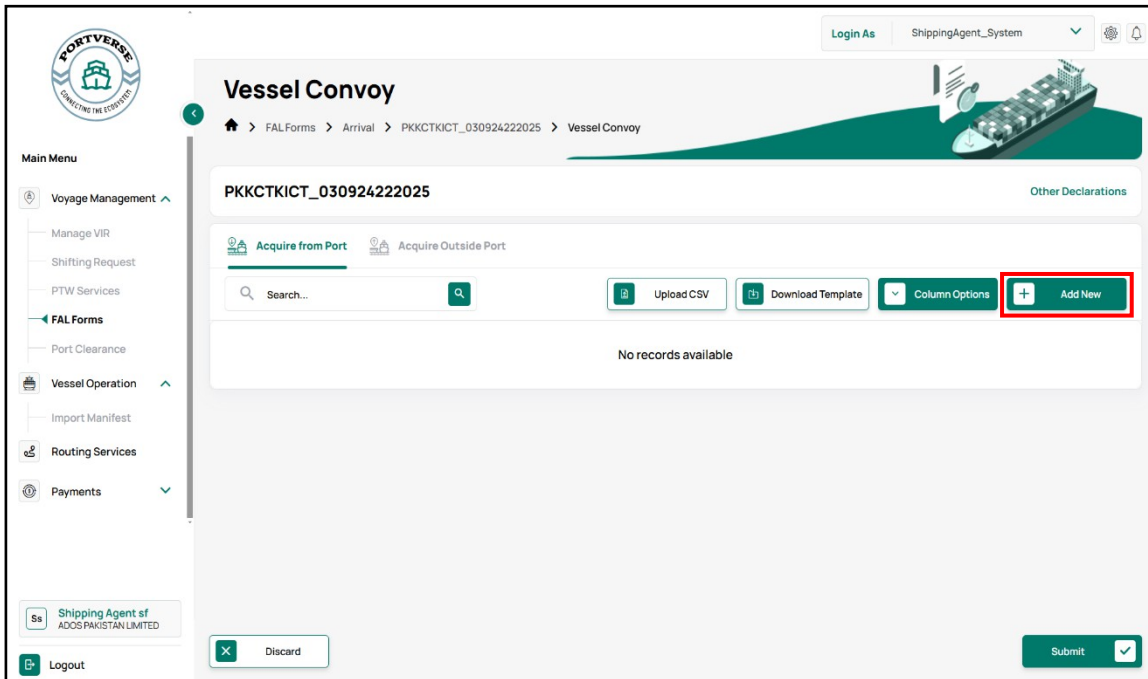 PORTVERSE
CONNECTING THE ECOSYSTEM
Login As ShippingAgent_System
Vessel Convoy
> FAL Forms > Arrival > PKKCTKICT_030924222025 > Vessel Convoy
Main Menu
PKKCTKICT_030924222025 Other Declarations
Voyage Management
Manage VIR
Shifting Request
PTW Services
FAL Forms
Port Clearance
Vessel Operation
Import Manifest
Routing Services
Payments
Acquire from Port Acquire Outside Port
Search... Upload CSV Download Template Column Options Add New
No records available
Ss Shipping Agent sf
ADOS PAKISTAN LIMITED
Logout
Discard Submit